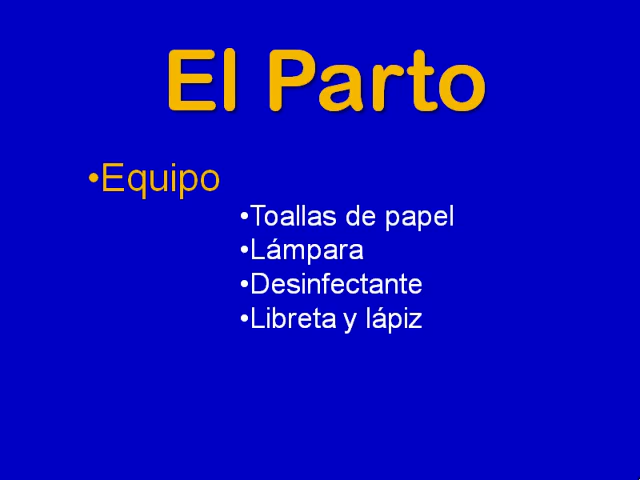 El Parto
•Equipo
•Toallas de papel
•Lámpara
•Desinfectante
•Libreta y lápiz